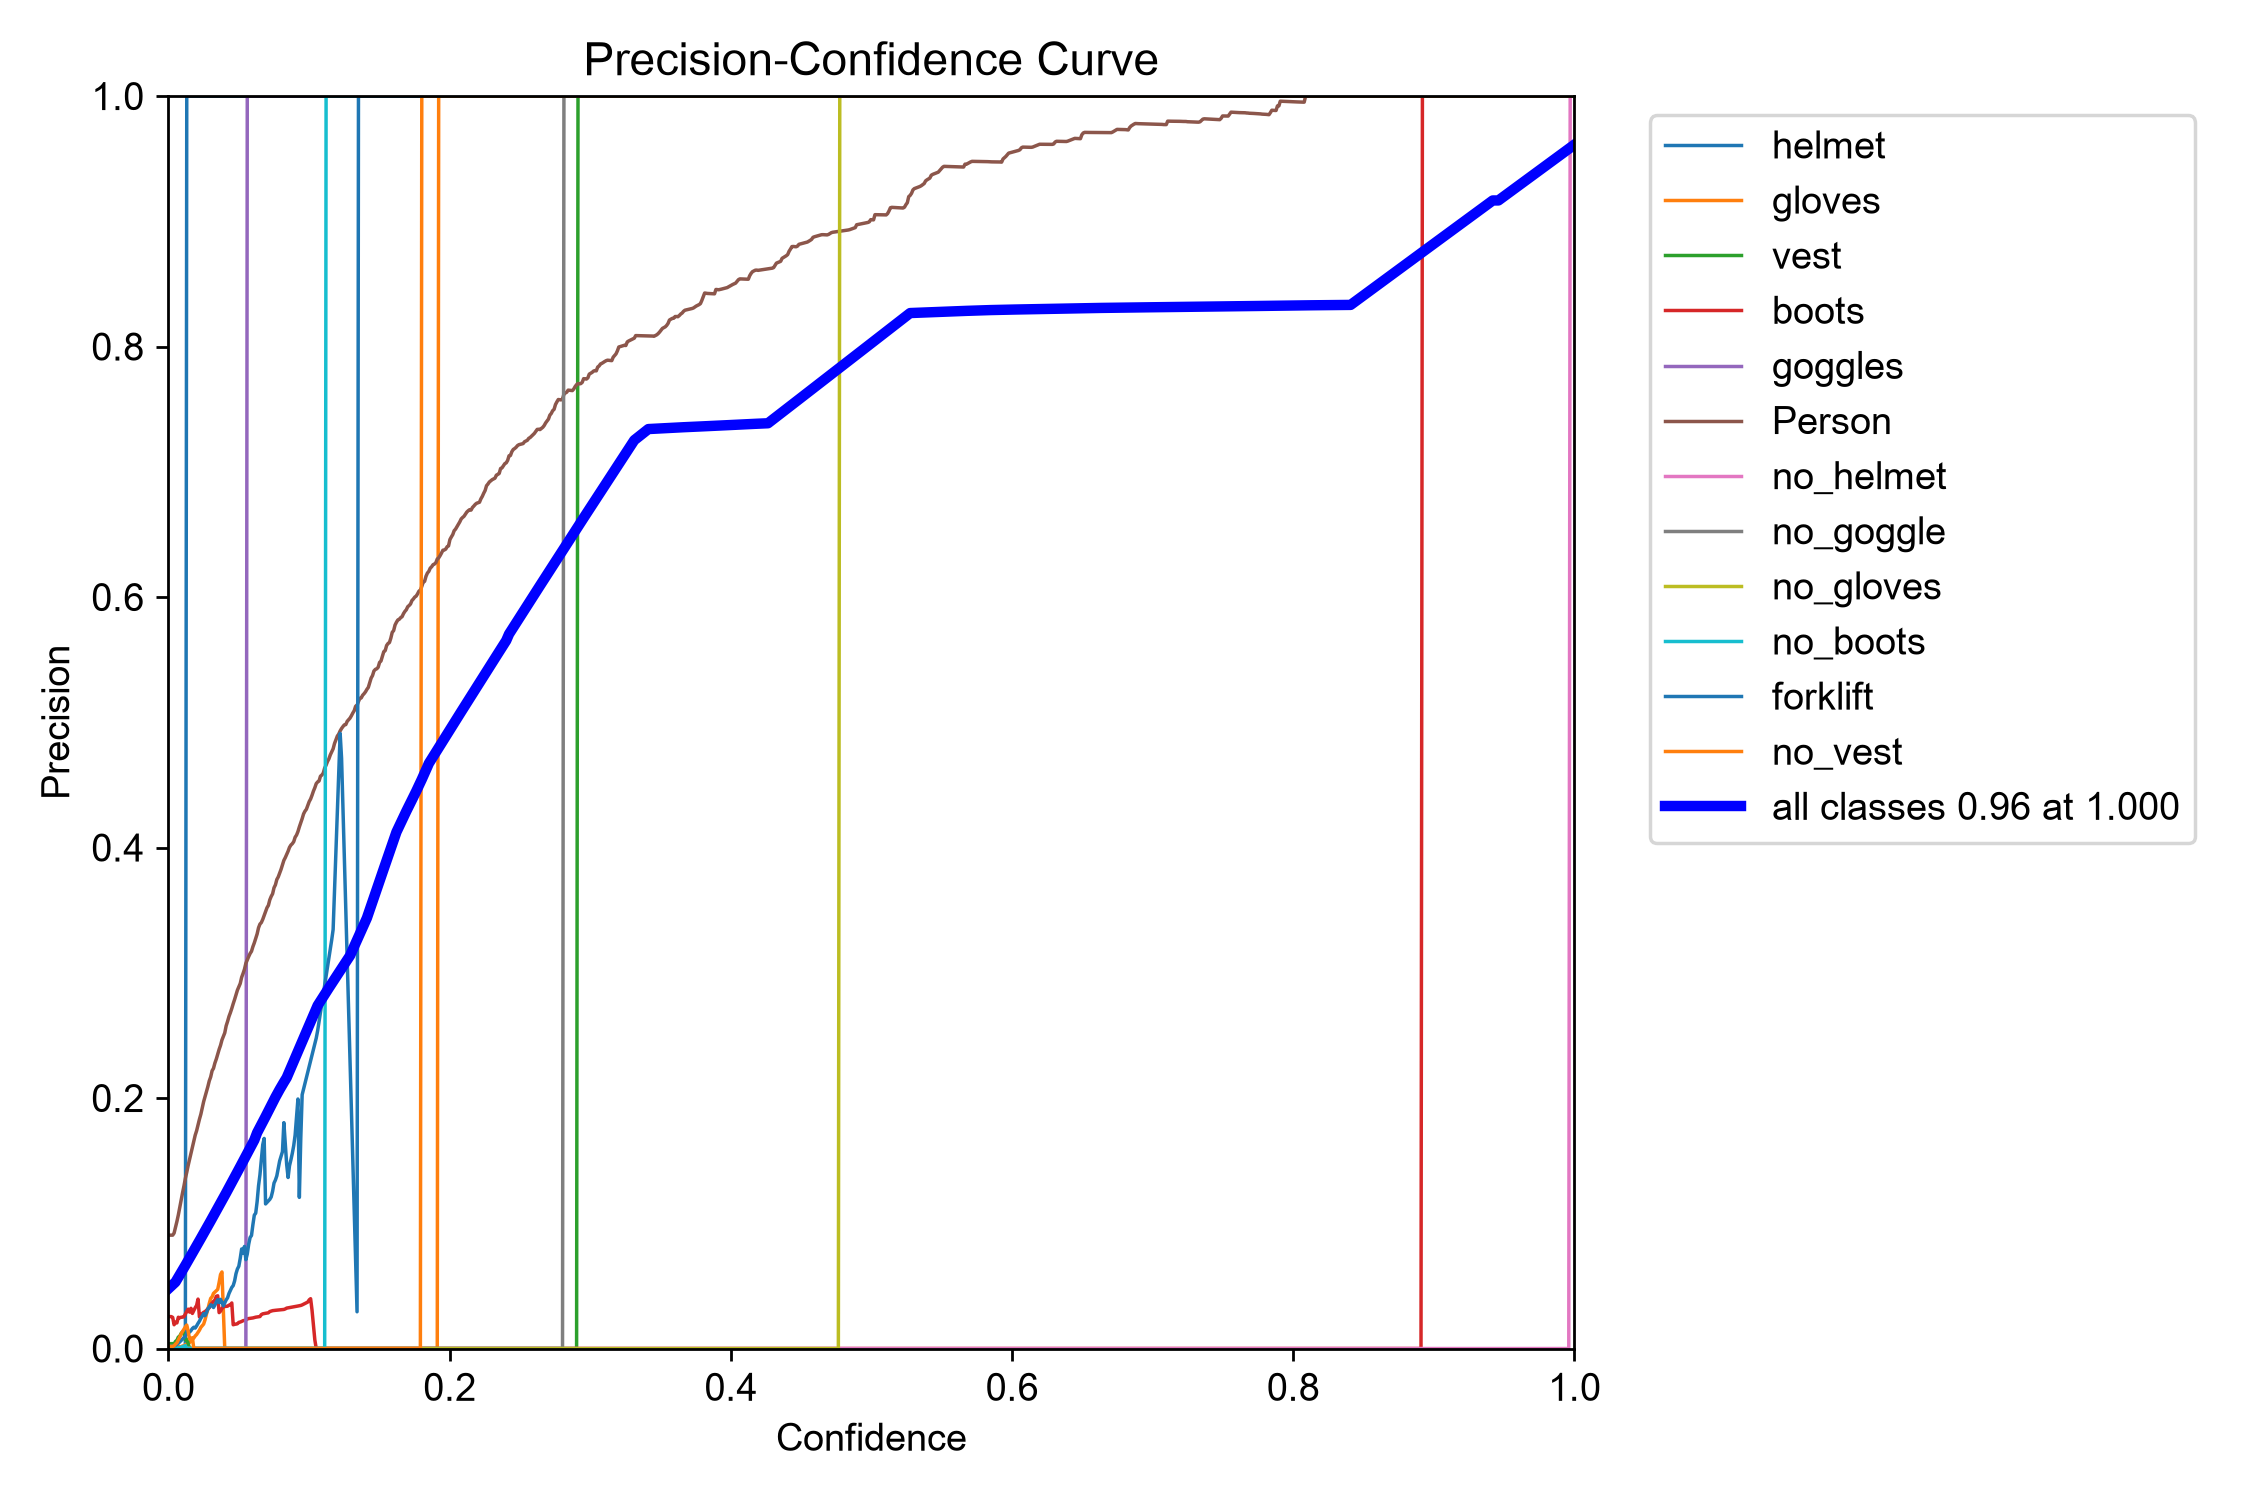 Precision-Confidence Curve
1.0
0.8
0.6
0.4
0.2
0.0
Precision
0.0 0.2 0.4 0.6 0.8 1.0
Confidence
helmet
gloves
vest
boots
goggles
Person
no_helmet
no_goggle
no_gloves
no_boots
forklift
no_vest
all classes 0.96 at 1.000